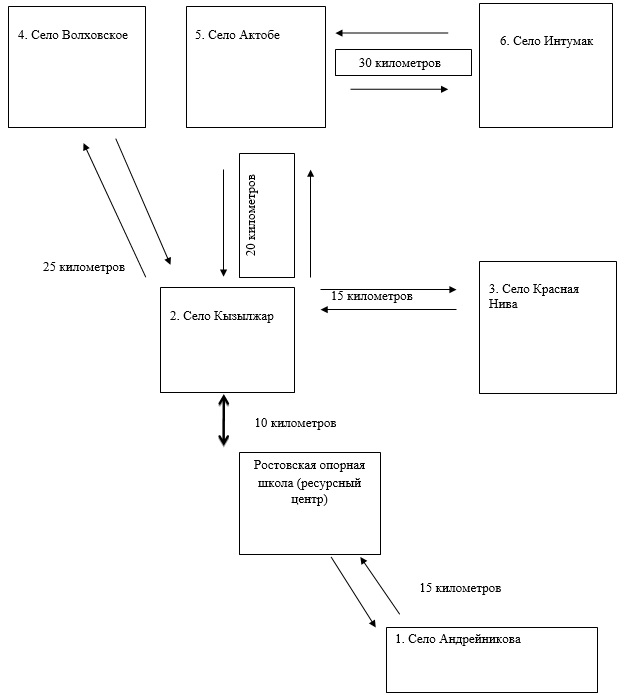 4. Село Волховское
5. Село Актобе
6. Село Интумак
30 километров
20 километров
25 километров
2. Село Кызылжар
15 километров
3. Село Красная
Нива
10 километров
Ростовская опорная
школа (ресурсный
центр)
15 километров
1. Село Андрейникова